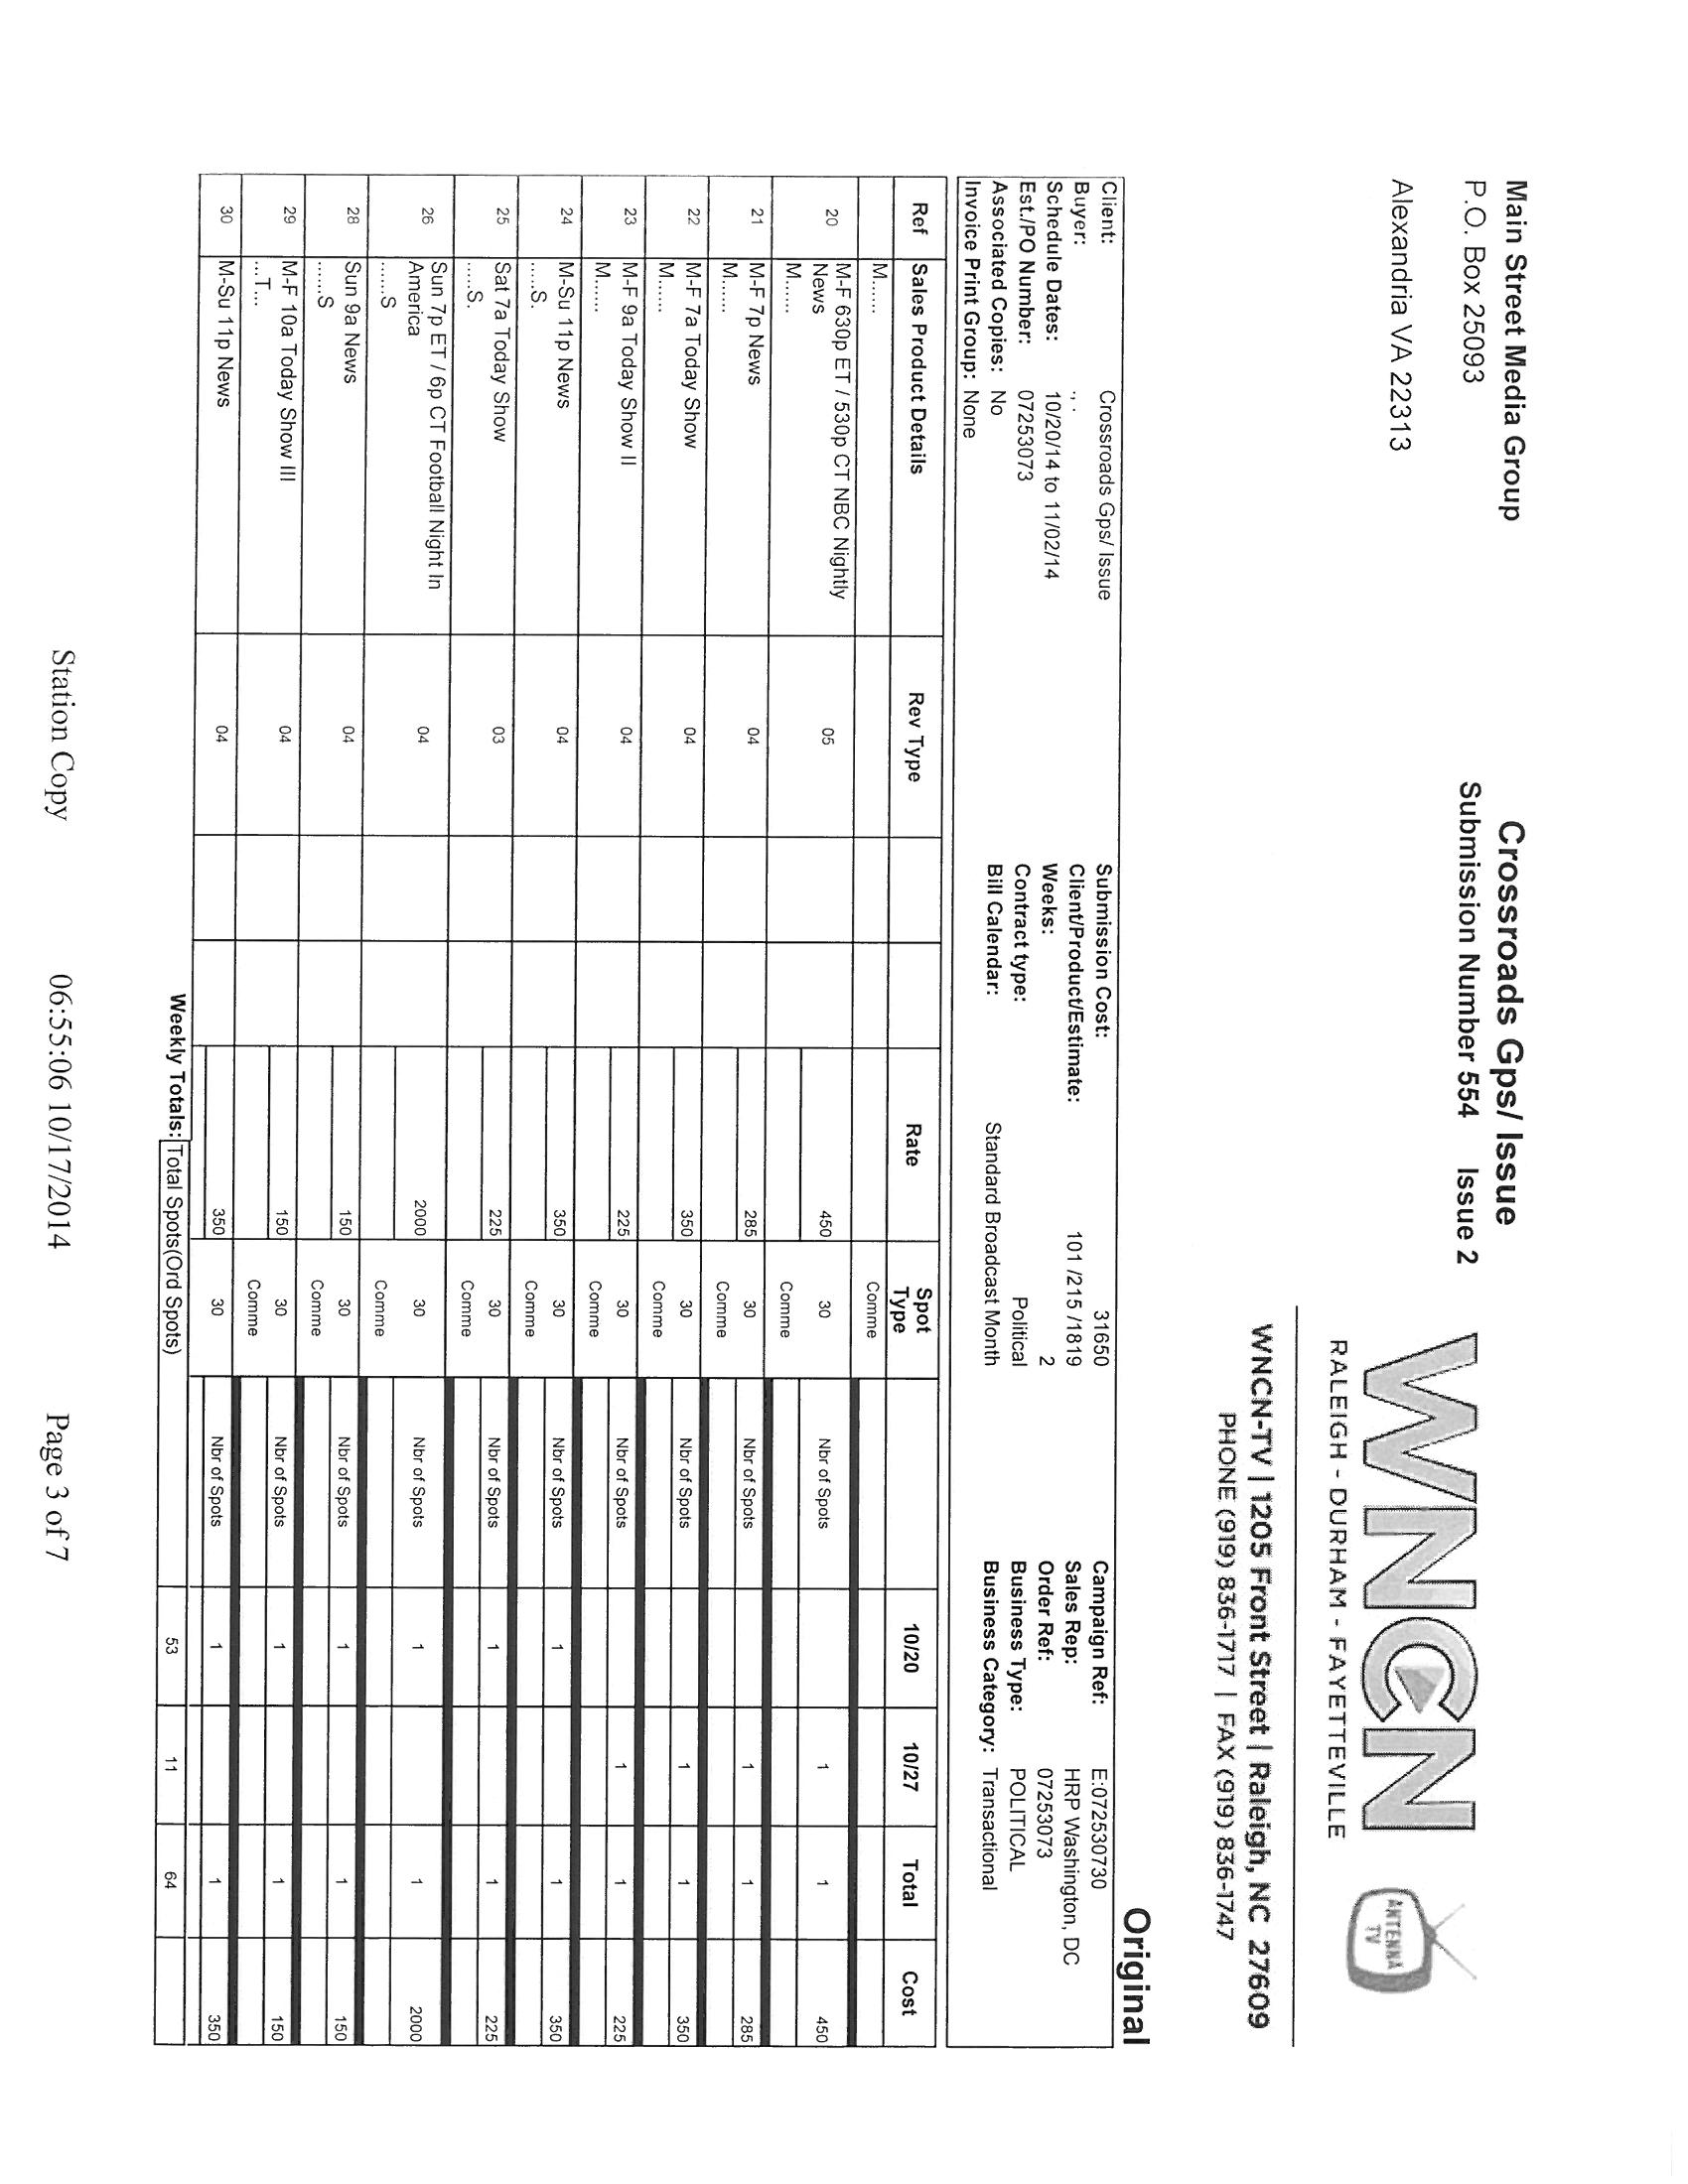 Main Street Media Group
P.O. Box 25093
Alexandria VA 22313
Crossroads Gps/ Issue
Submission Number 554 Issue 2
WNCN
RALEIGH - DURHAM - FAYETTEVILLE
ANTENNA
TV
WNCN-TV | 1205 Front Street | Raleigh, NC 27609
PHONE (919) 836-1717 | FAX (919) 836-1747
Original
Client: Crossroads Gps/ Issue Submission Cost: 31650 Campaign Ref: E:072530730
Buyer: ., . Client/Product/Estimate: 101 /215 /1819 Sales Rep: HRP Washington, DC
Schedule Dates: 10/20/14 to 11/02/14 Weeks: 2 Order Ref: 07253073
Est./PO Number: 07253073 Contract type: Political Business Type: POLITICAL
Associated Copies: No Bill Calendar: Standard Broadcast Month Business Category: Transactional
Invoice Print Group: None
Ref Sales Product Details Rev Type Rate Spot Type 10/20 10/27 Total Cost
M...... Comme
20 M-F 630p ET / 530p CT NBC Nightly 05 450 30 Nbr of Spots 1 1 450
News
M...... Comme
21 M-F 7p News 04 285 30 Nbr of Spots 1 1 285
M...... Comme
22 M-F 7a Today Show 04 350 30 Nbr of Spots 1 1 350
M...... Comme
23 M-F 9a Today Show II 04 225 30 Nbr of Spots 1 1 225
M...... Comme
24 M-Su 11p News 04 350 30 Nbr of Spots 1 1 350
.....S. Comme
25 Sat 7a Today Show 03 225 30 Nbr of Spots 1 1 225
.....S. Comme
26 Sun 7p ET / 6p CT Football Night In 04 2000 30 Nbr of Spots 1 1 2000
America
......S Comme
28 Sun 9a News 04 150 30 Nbr of Spots 1 1 150
......S Comme
29 M-F 10a Today Show III 04 150 30 Nbr of Spots 1 1 150
...T... Comme
30 M-Su 11p News 04 350 30 Nbr of Spots 1 1 350
Weekly Totals: Total Spots(Ord Spots) 53 11 64
Station Copy 06:55:06 10/17/2014 Page 3 of 7